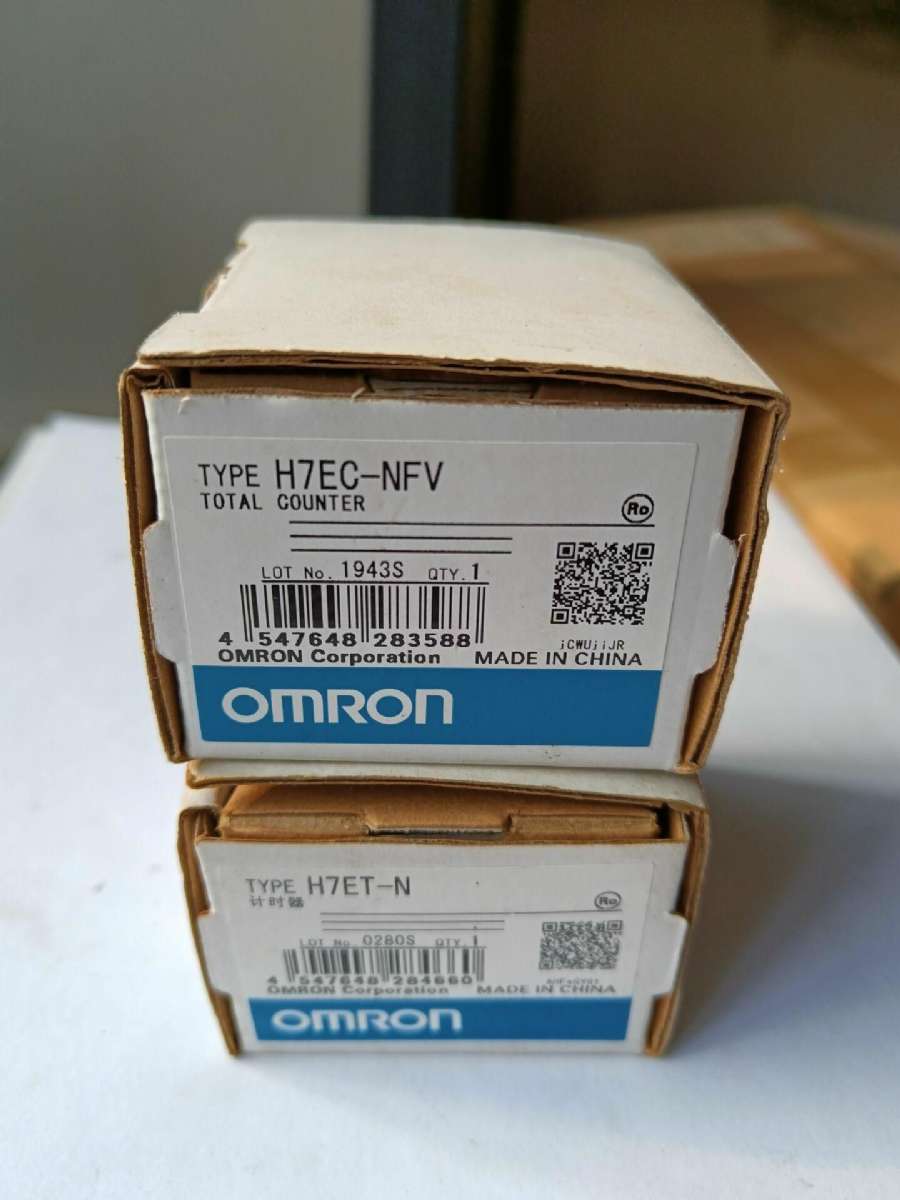 TYPE H7EC-NFV
TOTAL COUNTER
Ro
LOT No. 1943S QTY. 1
4 547648 283588
iCWUiiJR
OMRON Corporation MADE IN CHINA
OMRON
TYPE H7ET-N
计时器
Ro
LOT No. 0280S QTY. 1
4 547648 284660
OMRON Corporation MADE IN CHINA
OMRON